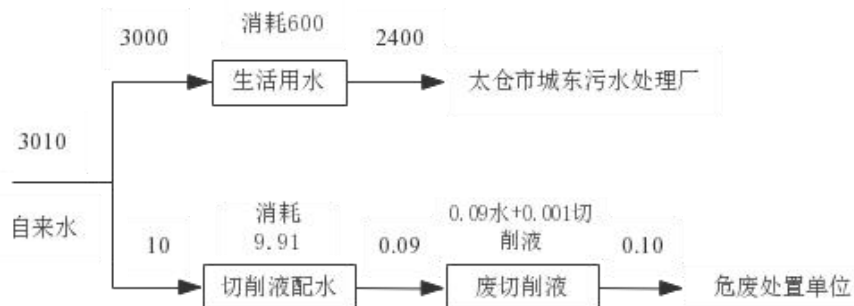 消耗600
3000
2400
生活用水
太仓市城东污水处理厂
3010
自来水
消耗
9.91
0.09水+0.001切
削液
10
0.09
0.10
切削液配水
废切削液
危废处置单位